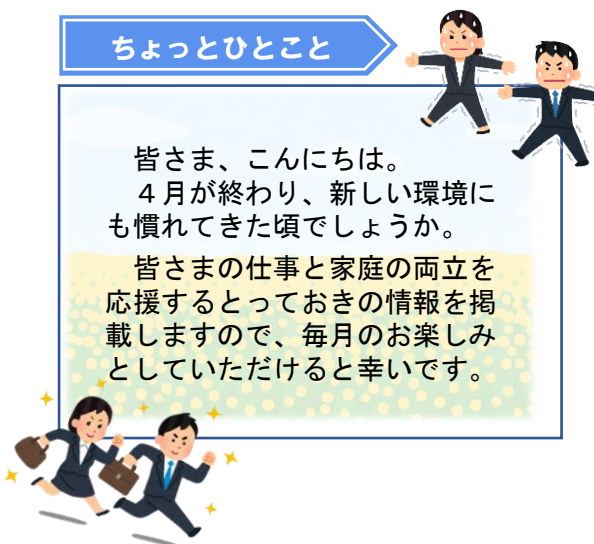 ちょっとひとこと
皆さま、こんにちは。
４月が終わり、新しい環境に
も慣れてきた頃でしょうか。
皆さまの仕事と家庭の両立を
応援するとっておきの情報を掲
載しますので、毎月のお楽しみ
としていただけると幸いです。